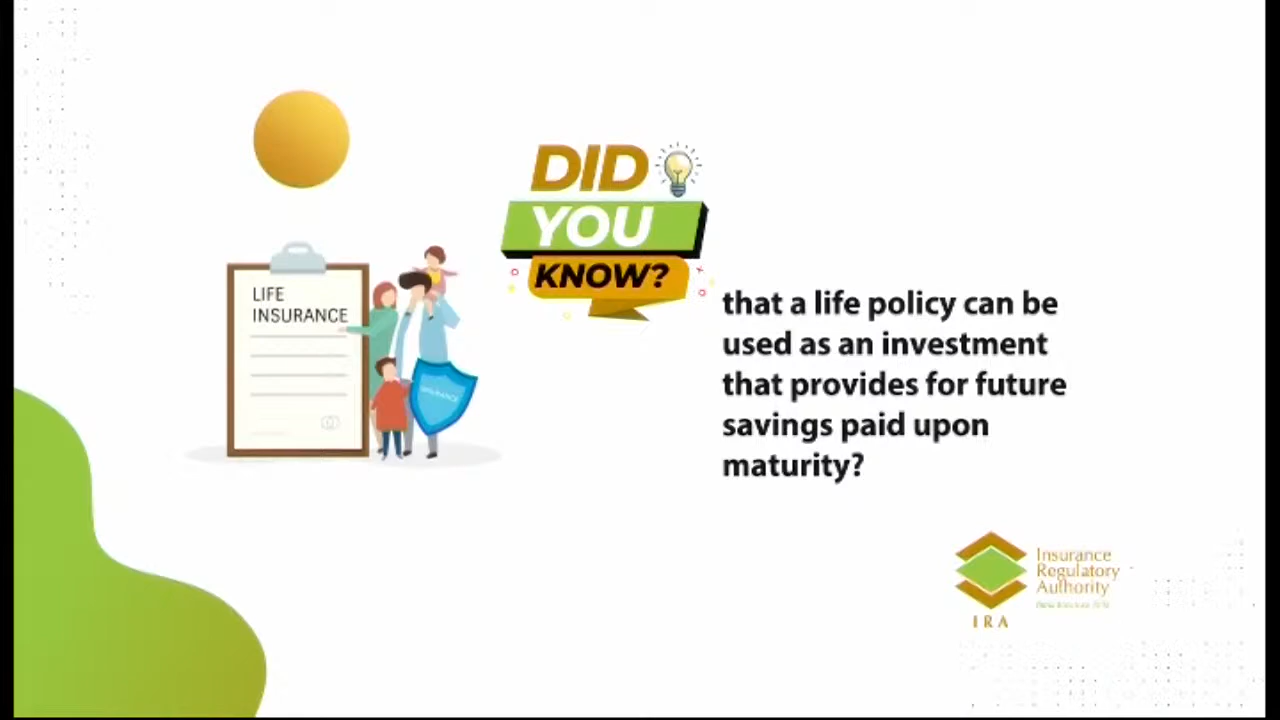 DID
YOU
KNOW?
that a life policy can be
used as an investment
that provides for future
savings paid upon
maturity?
LIFE
INSURANCE
INSURANCE
Insurance
Regulatory
Authority
IRA